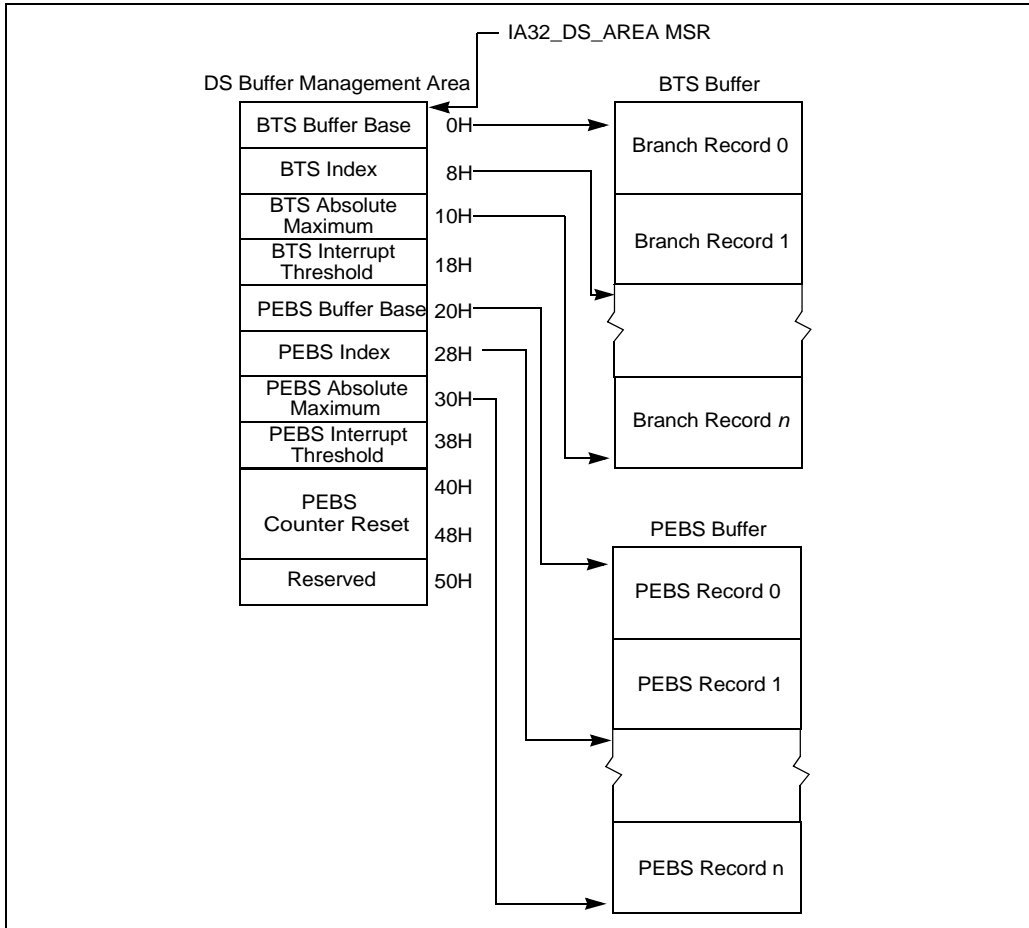 IA32_DS_AREA MSR
DS Buffer Management Area
BTS Buffer Base 0H
BTS Index 8H
BTS Absolute
Maximum 10H
BTS Interrupt
Threshold 18H
PEBS Buffer Base 20H
PEBS Index 28H
PEBS Absolute
Maximum 30H
PEBS Interrupt
Threshold 38H
40H
PEBS
Counter Reset
48H
Reserved 50H
BTS Buffer
Branch Record 0
Branch Record 1
Branch Record n
PEBS Buffer
PEBS Record 0
PEBS Record 1
PEBS Record n